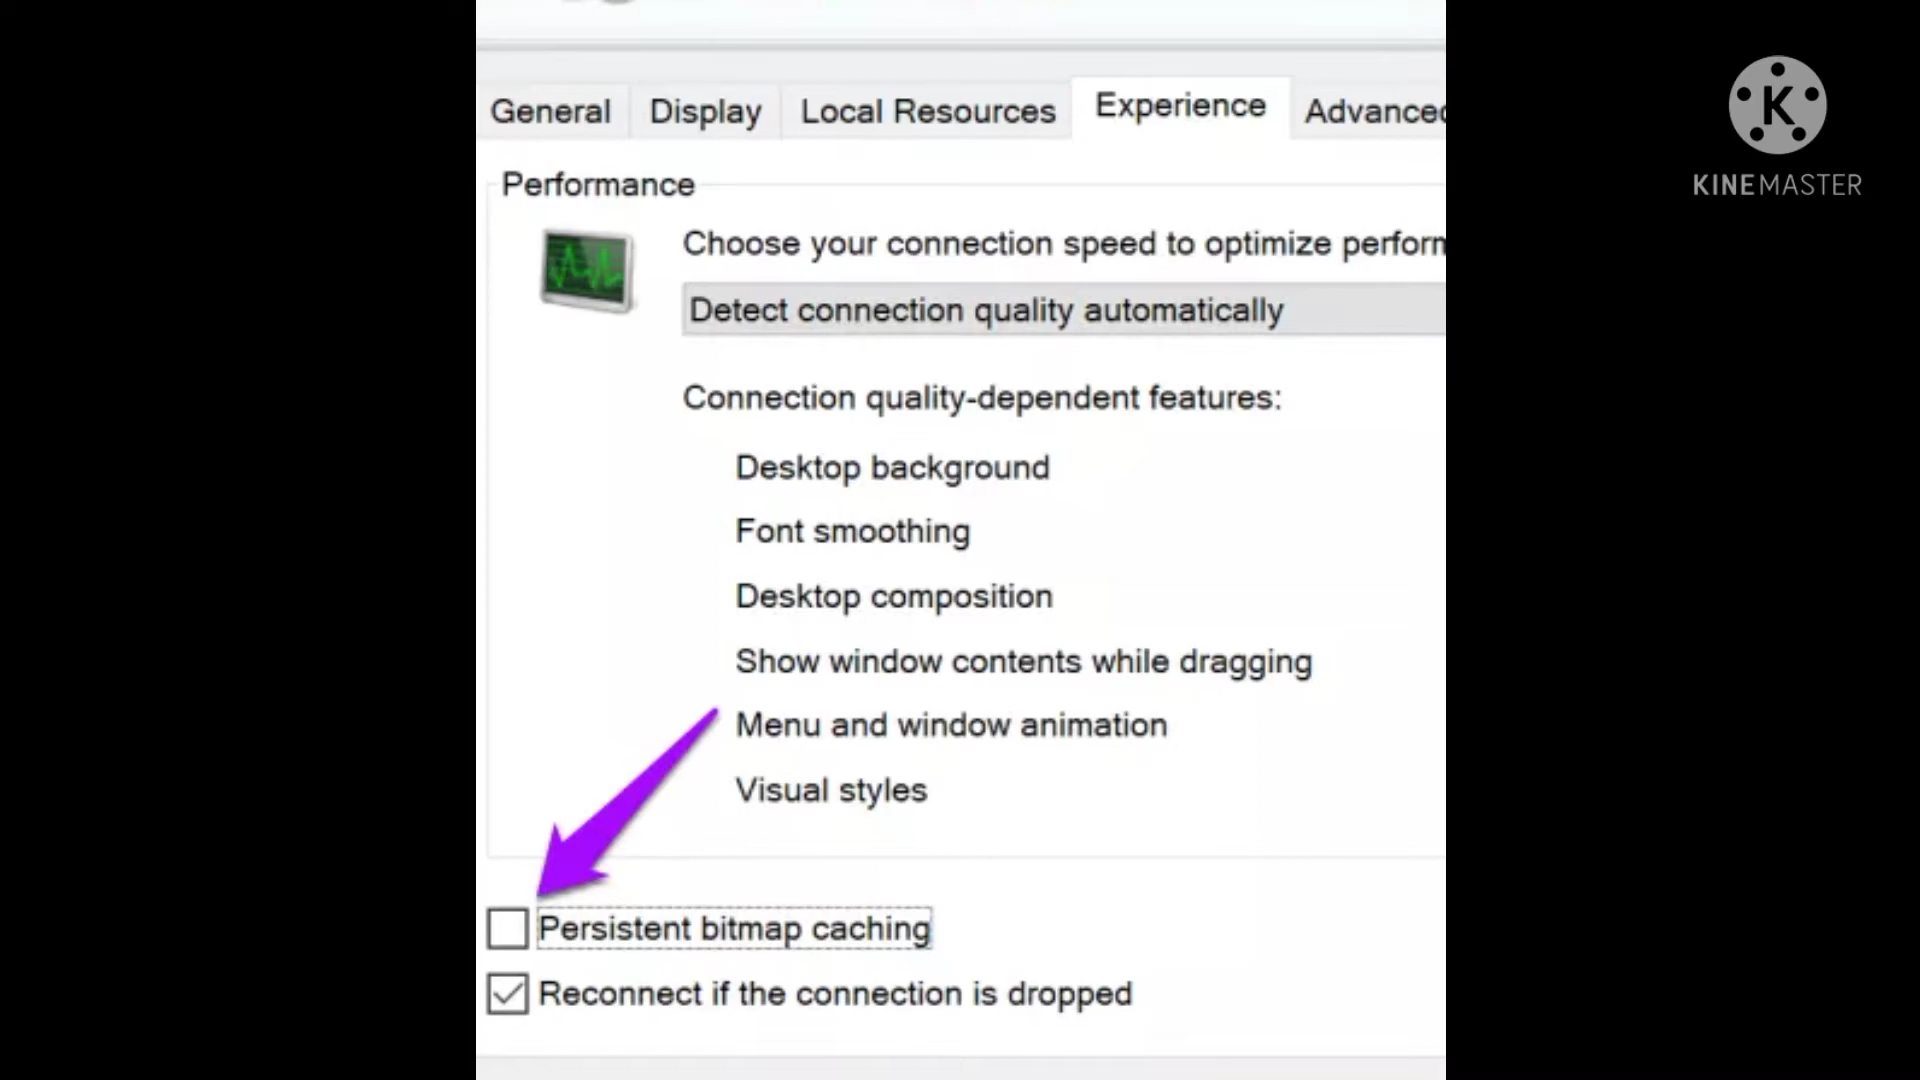 General Display Local Resources Experience Advanced
Performance
Choose your connection speed to optimize perform
Detect connection quality automatically
Connection quality-dependent features:
Desktop background
Font smoothing
Desktop composition
Show window contents while dragging
Menu and window animation
Visual styles
Persistent bitmap caching
Reconnect if the connection is dropped
K
KINEMASTER